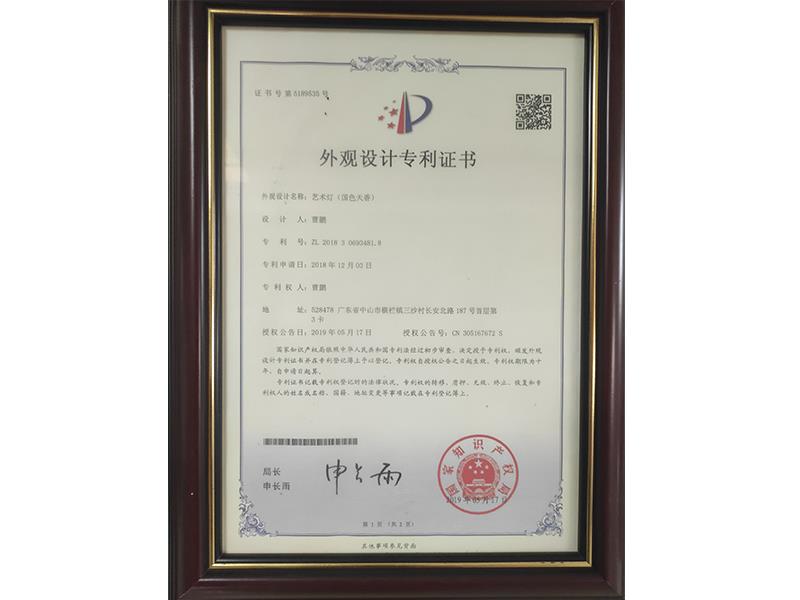 证书号第5189535号
外观设计专利证书
外观设计名称：艺术灯（国色天香）
设 计 人：曹鹏
专 利 号：ZL 2018 3 0693481.8
专利申请日：2018年12月03日
专 利 权 人：曹鹏
地 址：528478 广东省中山市横栏镇三沙村长安北路187号首层第
3卡
授权公告日：2019年05月17日 授权公告号：CN 305167672 S
国家知识产权局依照中华人民共和国专利法经过初步审查，决定授予专利权，颁发外观
设计专利证书并在专利登记簿上予以登记。专利权自授权公告之日起生效。专利权期限为十
年，自申请日起算。
专利证书记载专利权登记时的法律状况。专利权的转移、质押、无效、终止、恢复和专
利权人的姓名或名称、国籍、地址变更等事项记载在专利登记簿上。
局长
申长雨
申长雨
国家知识产权局
2019年05月17日
第 1 页 （共 2 页）
其他事项参见背面